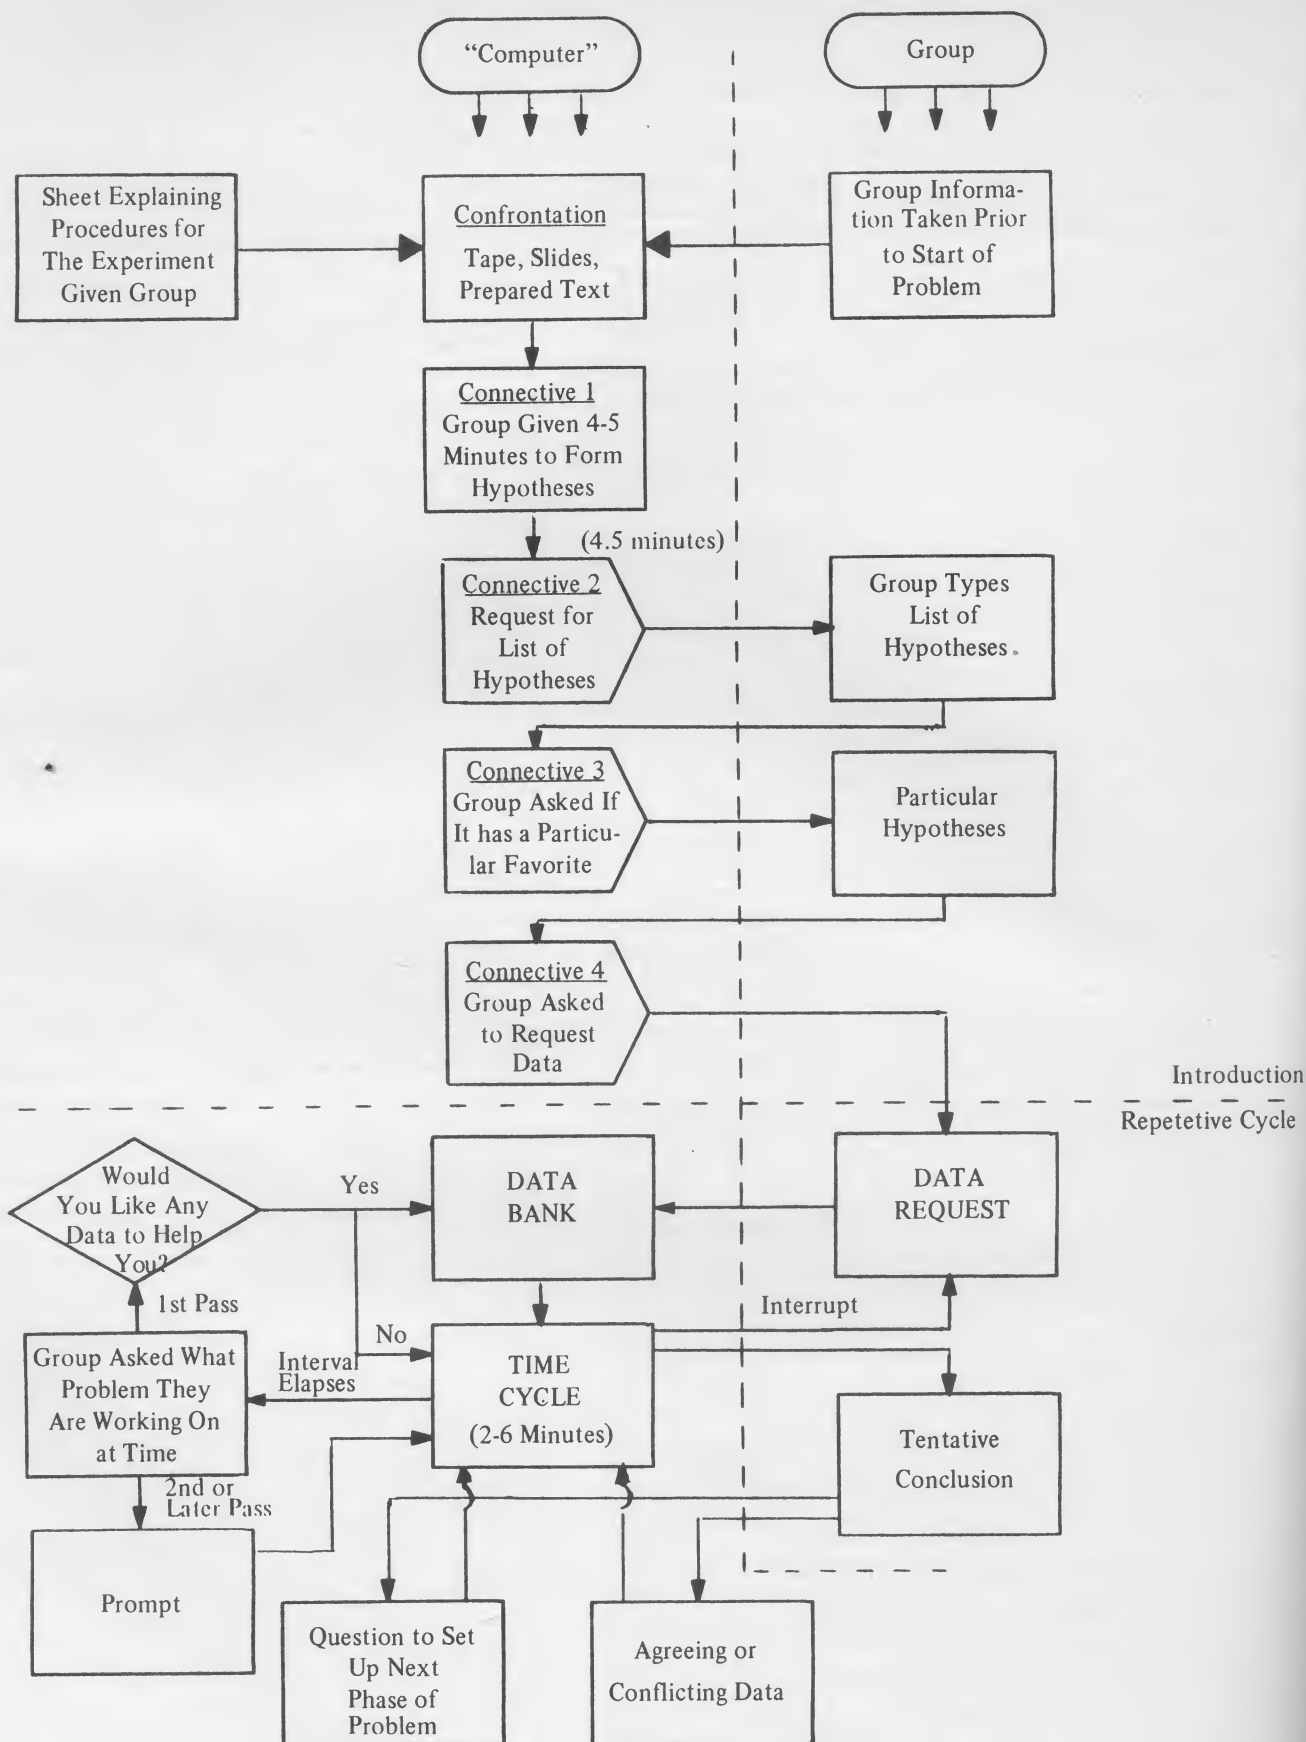 “Computer”
Group
Sheet Explaining
Procedures for
The Experiment
Given Group
Confrontation
Tape, Slides,
Prepared Text
Group Informa-
tion Taken Prior
to Start of
Problem
Connective 1
Group Given 4-5
Minutes to Form
Hypotheses
(4.5 minutes)
Connective 2
Request for
List of
Hypotheses
Group Types
List of
Hypotheses.
Connective 3
Group Asked If
It has a Particu-
lar Favorite
Particular
Hypotheses
Connective 4
Group Asked
to Request
Data
Introduction
Repetetive Cycle
Would
You Like Any
Data to Help
You?
Yes
DATA
BANK
DATA
REQUEST
1st Pass
No
Interrupt
Group Asked What
Problem They
Are Working On
at Time
Interval
Elapses
TIME
CYCLE
(2-6 Minutes)
Tentative
Conclusion
2nd or
Later Pass
Prompt
Question to Set
Up Next
Phase of
Problem
Agreeing or
Conflicting Data